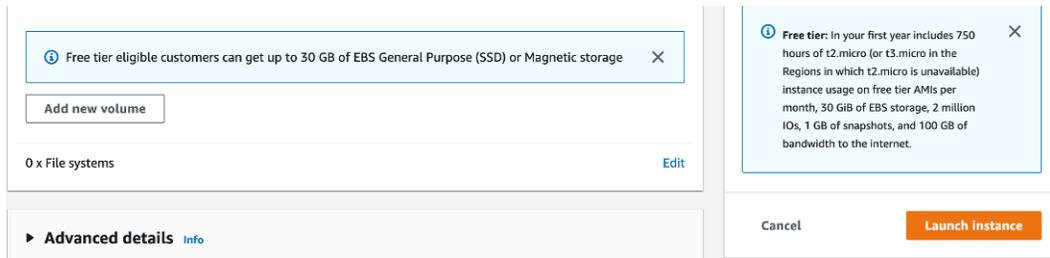 Free tier eligible customers can get up to 30 GB of EBS General Purpose (SSD) or Magnetic storage
Add new volume
0 x File systems
Edit
Advanced details Info
Free tier: In your first year includes 750
hours of t2.micro (or t3.micro in the
Regions in which t2.micro is unavailable)
instance usage on free tier AMIs per
month, 30 GiB of EBS storage, 2 million
IOs, 1 GB of snapshots, and 100 GB of
bandwidth to the internet.
Cancel
Launch instance